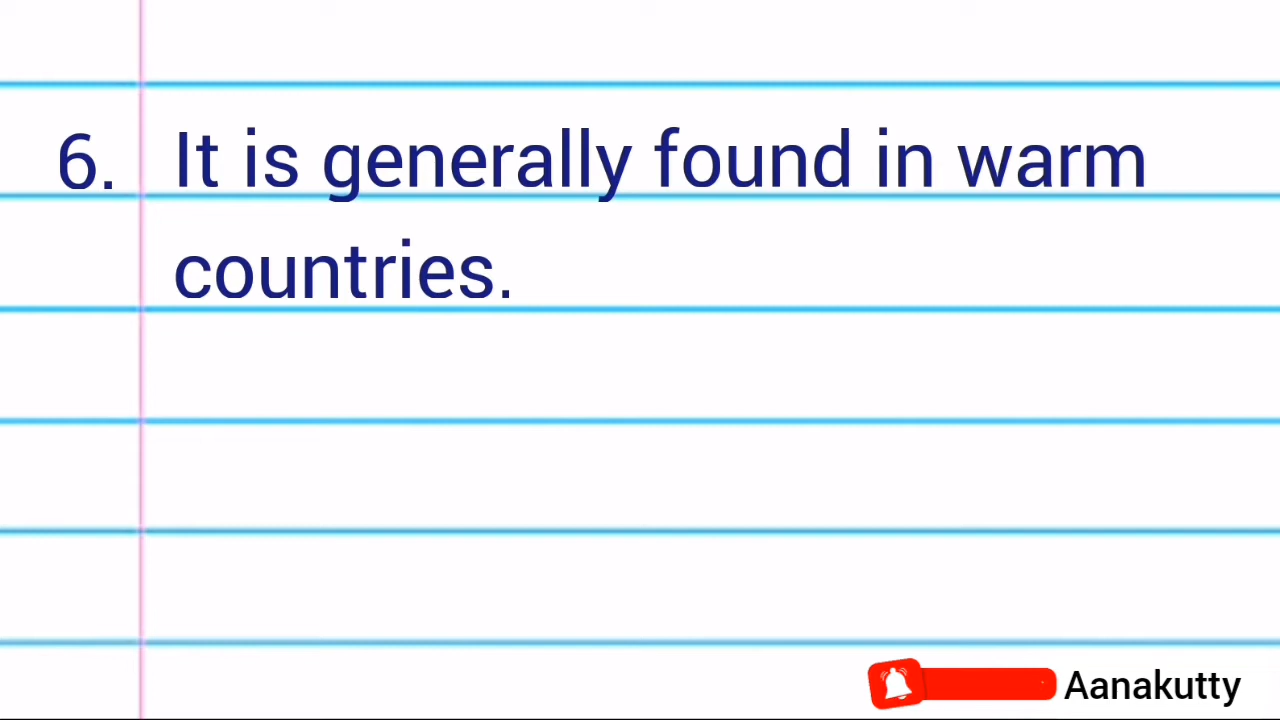 6. It is generally found in warm
countries.
Aanakutty